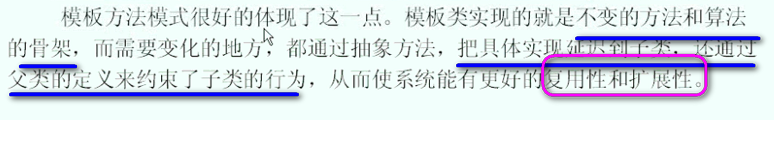 模板方法模式很好的体现了这一点。模板类实现的就是不变的方法和算法
的骨架，而需要变化的地方，都通过抽象方法，把具体实现延迟到子类，还通过
父类的定义来约束了子类的行为，从而使系统能有更好的复用性和扩展性。